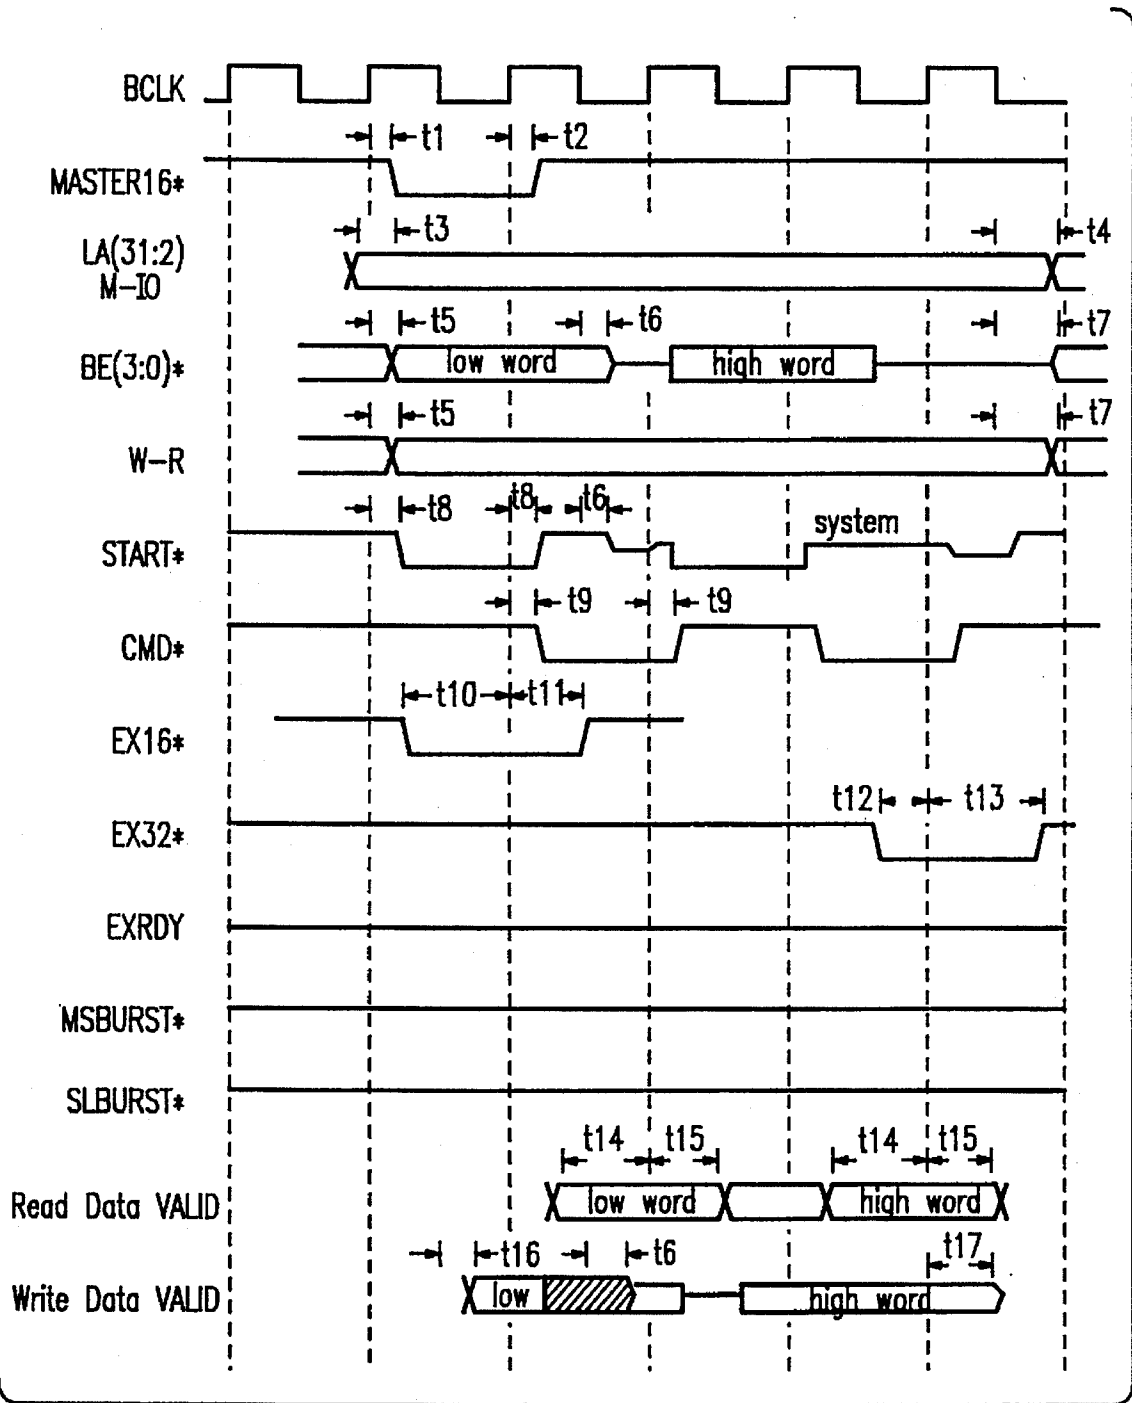 BCLK
t1 t2
MASTER16*
t3 t4
LA(31:2)
M-IO
t5 t6 t7
BE(3:0)* low word high word
t5 t7
W-R
t8 t8 t6 system
START*
t9 t9
CMD*
t10 t11
EX16*
t12 t13
EX32*
EXRDY
MSBURST*
SLBURST*
t14 t15 t14 t15
Read Data VALID low word high word
t16 t6 t17
Write Data VALID low high word